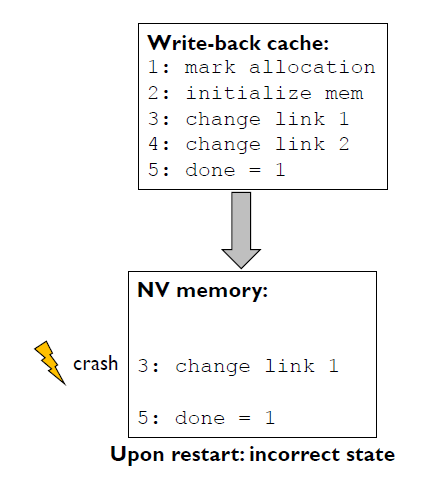 Write-back cache:
1: mark allocation
2: initialize mem
3: change link 1
4: change link 2
5: done = 1
NV memory:
crash
3: change link 1
5: done = 1
Upon restart: incorrect state